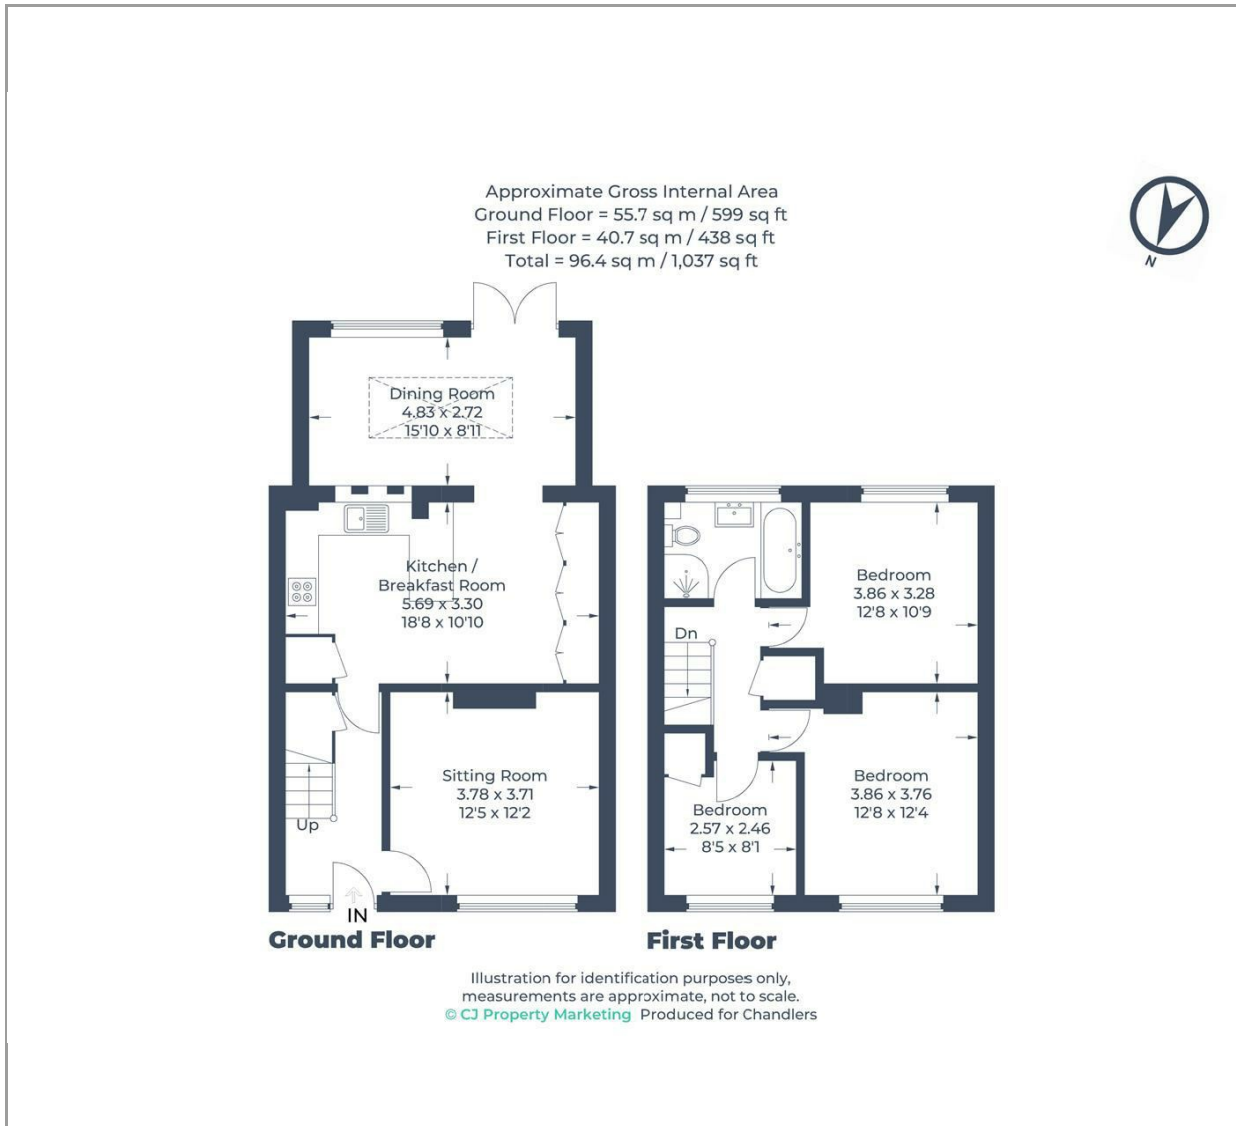 Approximate Gross Internal Area
Ground Floor = 55.7 sq m / 599 sq ft
First Floor = 40.7 sq m / 438 sq ft
Total = 96.4 sq m / 1,037 sq ft
N
Dining Room
4.83 x 2.72
15'10 x 8'11
Kitchen /
Breakfast Room
5.69 x 3.30
18'8 x 10'10
Sitting Room
3.78 x 3.71
12'5 x 12'2
Up
IN
Ground Floor
Bedroom
3.86 x 3.28
12'8 x 10'9
Dn
Bedroom
3.86 x 3.76
12'8 x 12'4
Bedroom
2.57 x 2.46
8'5 x 8'1
First Floor
Illustration for identification purposes only,
measurements are approximate, not to scale.
© CJ Property Marketing Produced for Chandlers